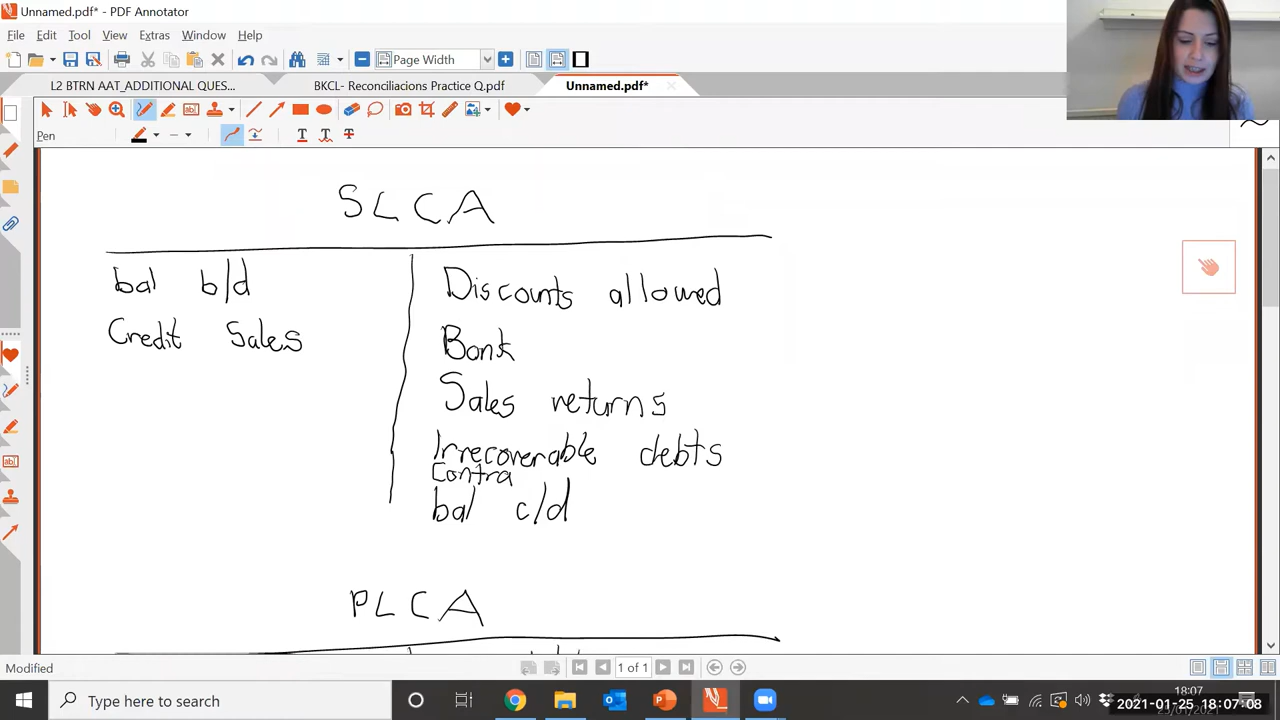 Unnamed.pdf* - PDF Annotator
File Edit Tool View Extras Window Help
Page Width
L2 BTRN AAT_ADDITIONAL QUES...
BKCL- Reconciliacions Practice Q.pdf
Unnamed.pdf*
Pen
SLCA
bal b/d
Credit Sales
Discounts allowed
Bank
Sales returns
Irrecoverable debts
Contra
bal c/d
PLCA
Modified
1 of 1
Type here to search
18:07
2021-01-25 18:07:08